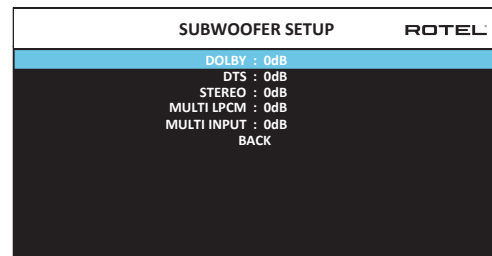 SUBWOOFER SETUP ROTEL
DOLBY : 0dB
DTS : 0dB
STEREO : 0dB
MULTI LPCM : 0dB
MULTI INPUT : 0dB
BACK